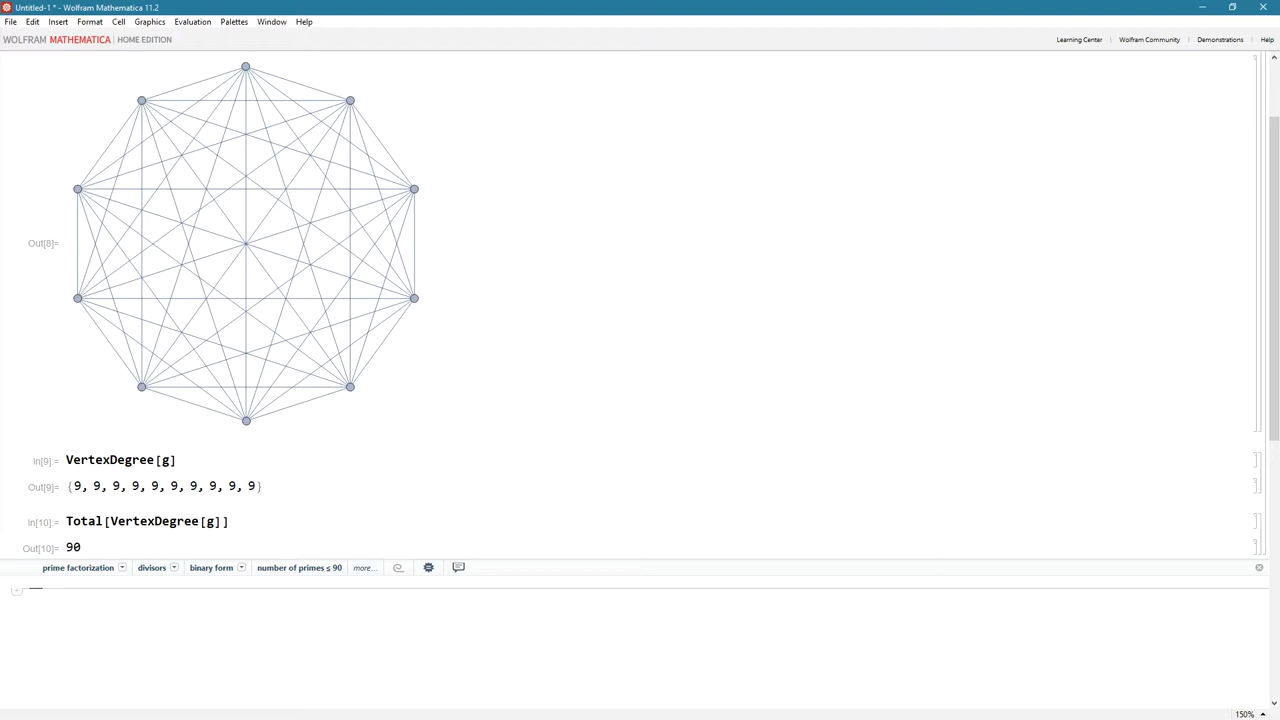 Untitled-1 * - Wolfram Mathematica 11.2
File Edit Insert Format Cell Graphics Evaluation Palettes Window Help
WOLFRAM MATHEMATICA | HOME EDITION Learning Center | Wolfram Community | Demonstrations | Help
Out[8]=
In[9]:= VertexDegree[g]
Out[9]= {9, 9, 9, 9, 9, 9, 9, 9, 9, 9}
In[10]:= Total[VertexDegree[g]]
Out[10]= 90
prime factorization divisors binary form number of primes ≤ 90 more...
150%